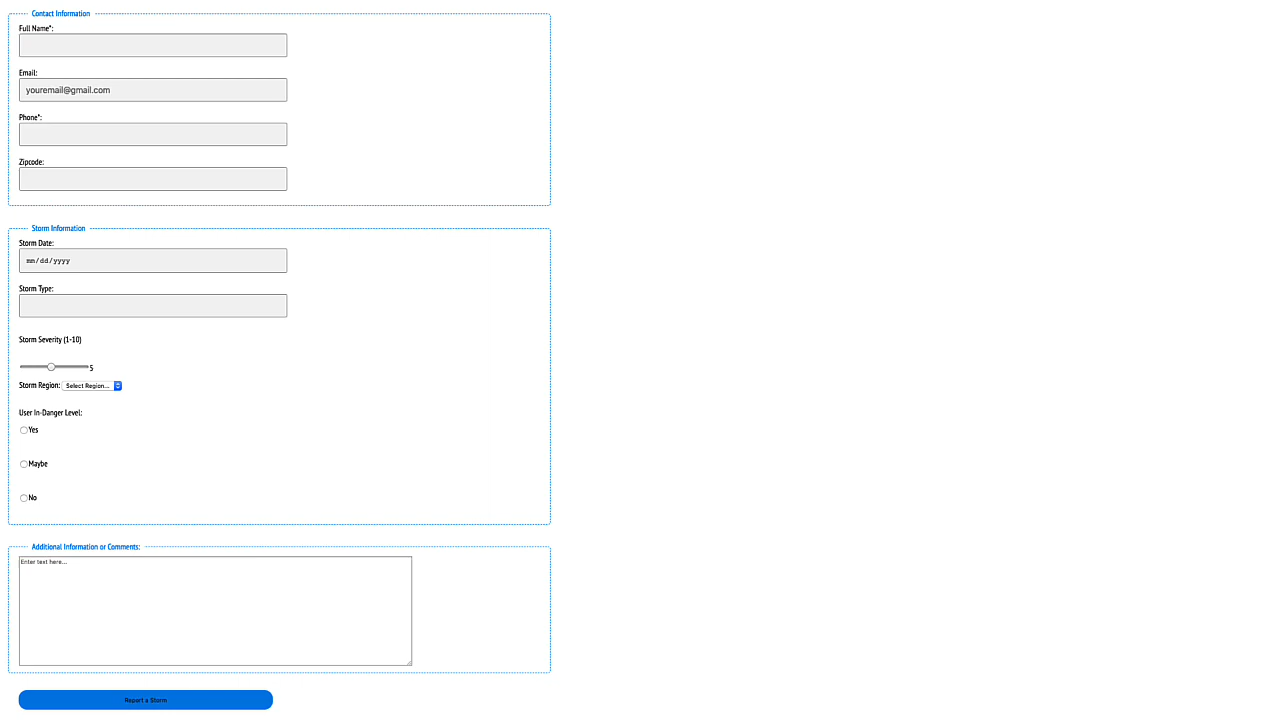 Contact Information
Full Name*:
Email:
youremail@gmail.com
Phone*:
Zipcode:
Storm Information
Storm Date:
mm/dd/yyyy
Storm Type:
Storm Severity (1-10)
5
Storm Region: Select Region...
User In-Danger Level:
Yes
Maybe
No
Additional Information or Comments:
Enter text here...
Report a Storm